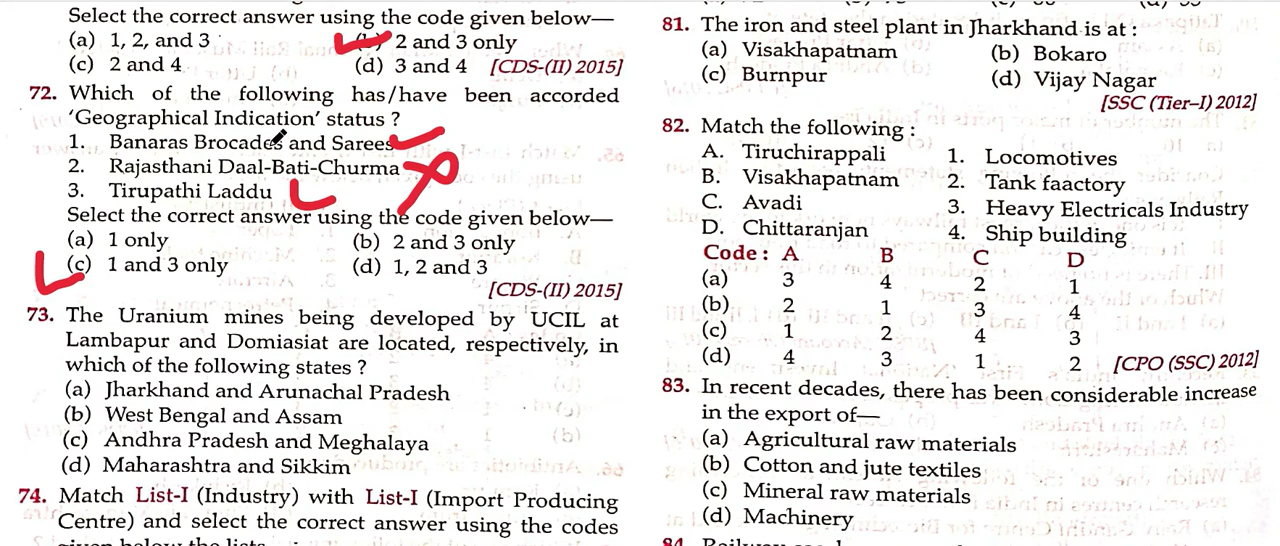 Select the correct answer using the code given below—
(a) 1, 2, and 3
(b) 2 and 3 only
(c) 2 and 4
(d) 3 and 4 [CDS-(II) 2015]
72. Which of the following has/have been accorded
'Geographical Indication' status ?
1. Banaras Brocades and Sarees
2. Rajasthani Daal-Bati-Churma
3. Tirupathi Laddu
Select the correct answer using the code given below—
(a) 1 only
(b) 2 and 3 only
(c) 1 and 3 only
(d) 1, 2 and 3
[CDS-(II) 2015]
73. The Uranium mines being developed by UCIL at
Lambapur and Domiasiat are located, respectively, in
which of the following states ?
(a) Jharkhand and Arunachal Pradesh
(b) West Bengal and Assam
(c) Andhra Pradesh and Meghalaya
(d) Maharashtra and Sikkim
74. Match List-I (Industry) with List-I (Import Producing
Centre) and select the correct answer using the codes
81. The iron and steel plant in Jharkhand is at :
(a) Visakhapatnam
(b) Bokaro
(c) Burnpur
(d) Vijay Nagar
[SSC (Tier–I) 2012]
82. Match the following :
A. Tiruchirappali 1. Locomotives
B. Visakhapatnam 2. Tank faactory
C. Avadi 3. Heavy Electricals Industry
D. Chittaranjan 4. Ship building
Code : A B C D
(a) 3 4 2 1
(b) 2 1 3 4
(c) 1 2 4 3
(d) 4 3 1 2 [CPO (SSC) 2012]
83. In recent decades, there has been considerable increase
in the export of—
(a) Agricultural raw materials
(b) Cotton and jute textiles
(c) Mineral raw materials
(d) Machinery